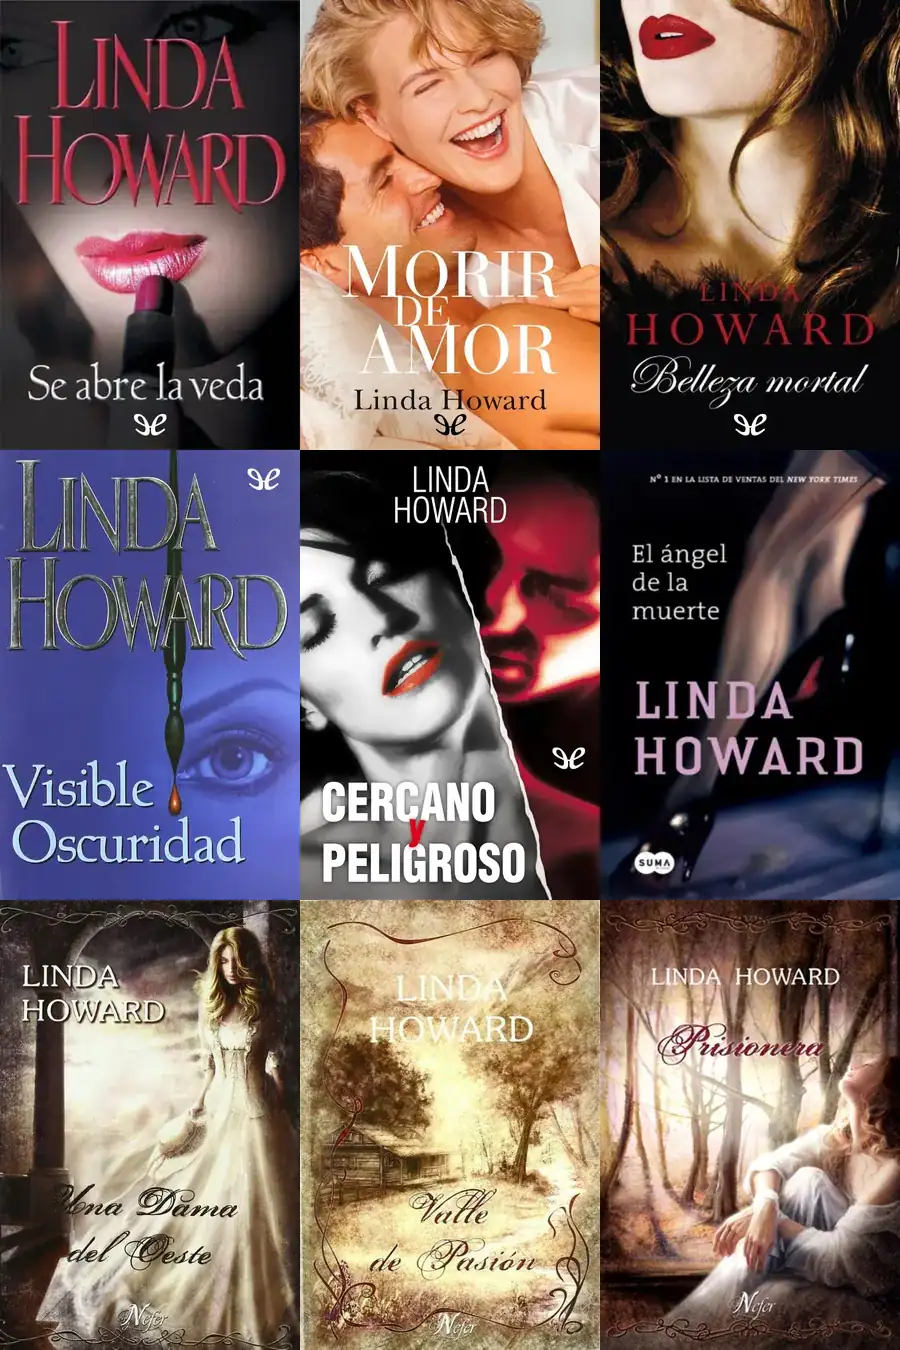 LINDA
HOWARD
Se abre la veda
MORIR
DE
AMOR
Linda Howard
LINDA
HOWARD
Belleza mortal
LINDA
HOWARD
Visible
Oscuridad
LINDA
HOWARD
CERCANO
y
PELIGROSO
Nº 1 EN LA LISTA DE VENTAS DEL NEW YORK TIMES
El ángel
de la
muerte
LINDA
HOWARD
SUMA
LINDA
HOWARD
Una Dama
del Oeste
Nefer
LINDA
HOWARD
Valle
de Pasión
Nefer
LINDA HOWARD
Prisionera
Nefer